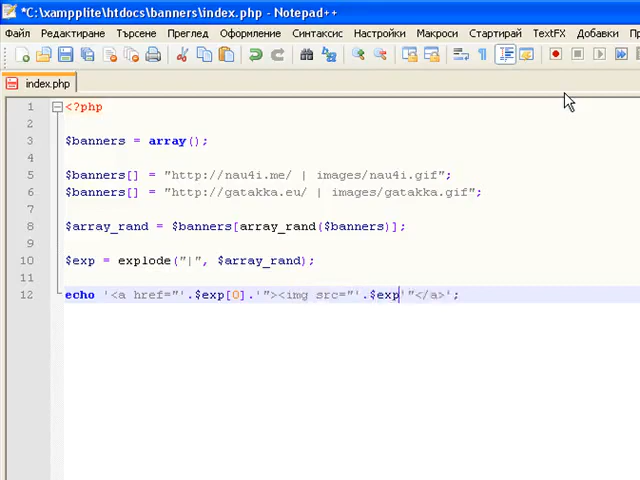 *C:\xampplite\htdocs\banners\index.php - Notepad++
Файл Редактиране Търсене Преглед Оформление Синтаксис Настройки Макроси Стартирай TextFX Добавки
index.php
1 <?php
2
3 $banners = array();
4
5 $banners[] = "http://nau4i.me/ | images/nau4i.gif";
6 $banners[] = "http://gatakka.eu/ | images/gatakka.gif";
7
8 $array_rand = $banners[array_rand($banners)];
9
10 $exp = explode("|", $array_rand);
11
12 echo '<a href="'.$exp[0].'"><img src="'.$exp'"</a>';